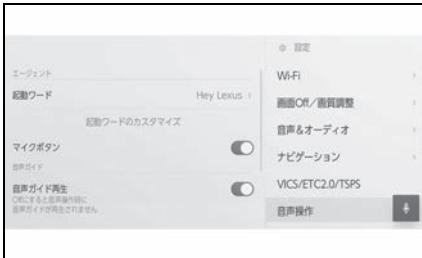 設定
エージェント
起動ワード Hey Lexus
起動ワードのカスタマイズ
マイクボタン
音声ガイド
音声ガイド再生
Offにすると音声操作時に
音声ガイドが再生されません
Wi-Fi
画面Off／画質調整
音声&オーディオ
ナビゲーション
VICS/ETC2.0/TSPS
音声操作